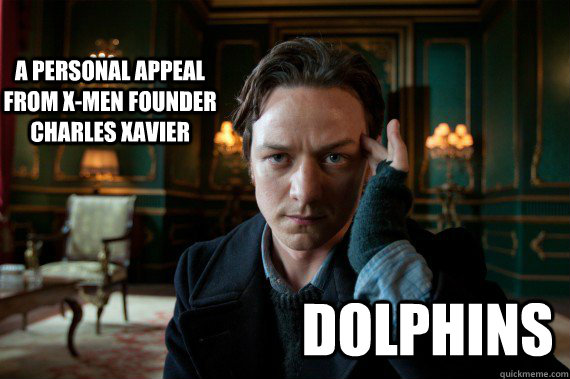 A PERSONAL APPEAL
FROM X-MEN FOUNDER
CHARLES XAVIER
DOLPHINS
quickmeme.com